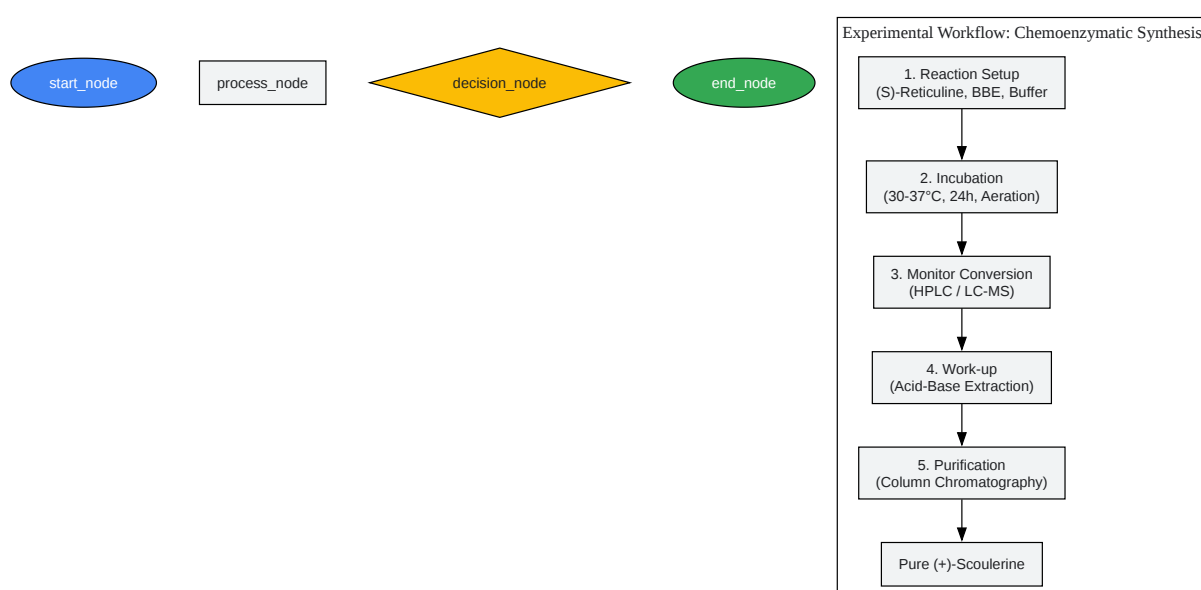 start_node
process_node
decision_node
end_node
Experimental Workflow: Chemoenzymatic Synthesis
1. Reaction Setup
(S)-Reticuline, BBE, Buffer
2. Incubation
(30-37°C, 24h, Aeration)
3. Monitor Conversion
(HPLC / LC-MS)
4. Work-up
(Acid-Base Extraction)
5. Purification
(Column Chromatography)
Pure (+)-Scoulerine